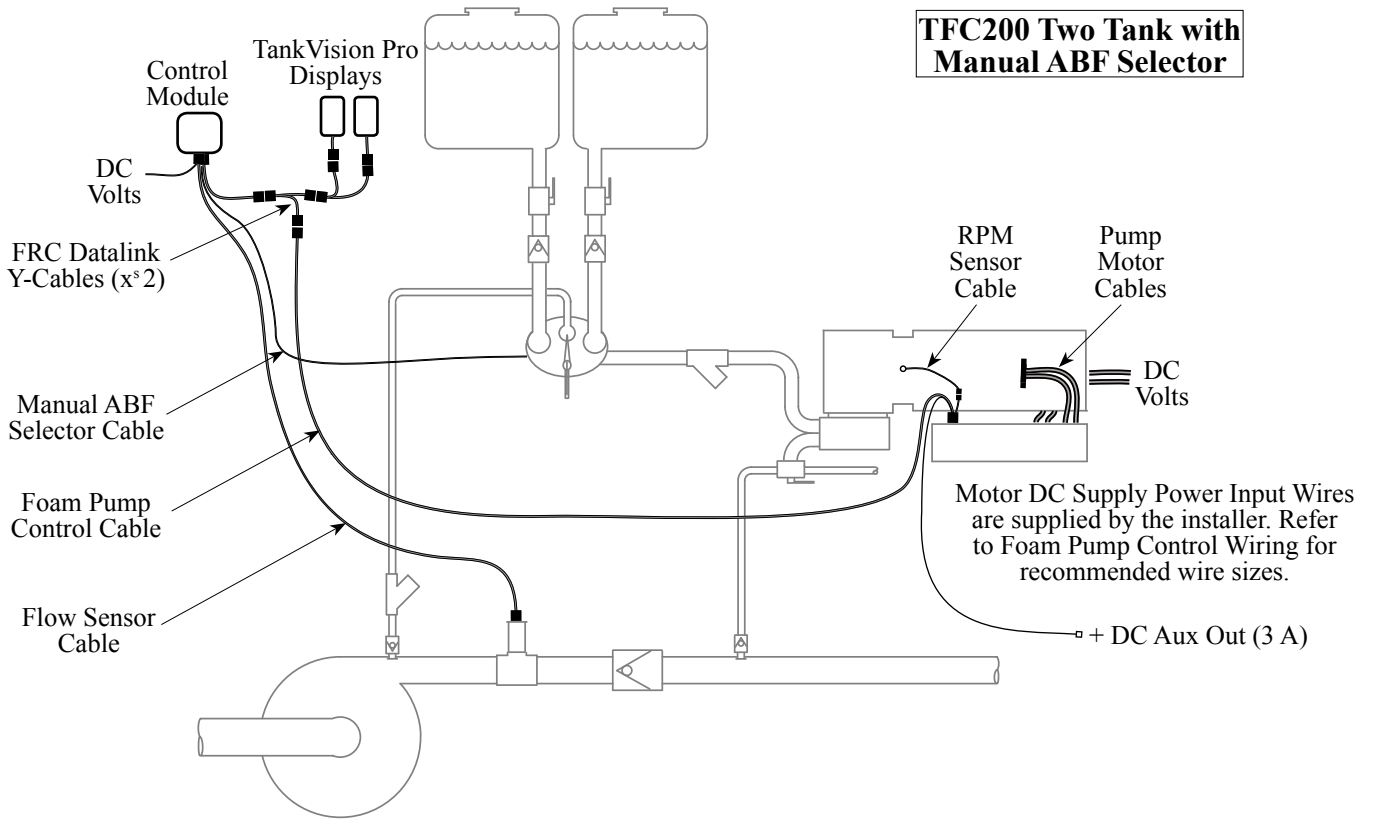 TFC200 Two Tank with
Manual ABF Selector
TankVision Pro
Displays
Control
Module
DC
Volts
FRC Datalink
Y-Cables (xˢ 2)
RPM
Sensor
Cable
Pump
Motor
Cables
DC
Volts
Manual ABF
Selector Cable
Foam Pump
Control Cable
Motor DC Supply Power Input Wires
are supplied by the installer. Refer
to Foam Pump Control Wiring for
recommended wire sizes.
Flow Sensor
Cable
+ DC Aux Out (3 A)